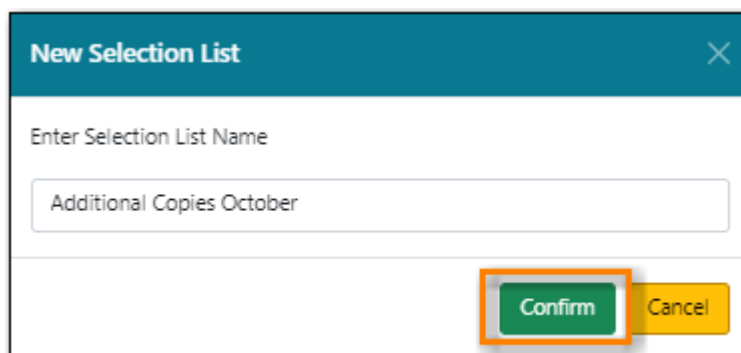 New Selection List
Enter Selection List Name
Additional Copies October
Confirm Cancel